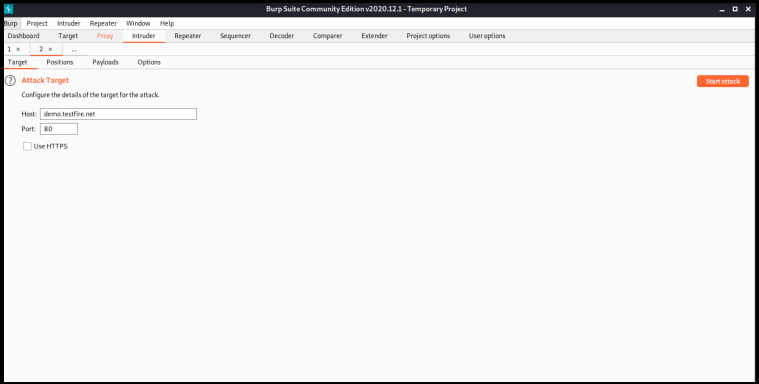 Burp Suite Community Edition v2020.12.1 - Temporary Project
Burp Project Intruder Repeater Window Help
Dashboard Target Proxy Intruder Repeater Sequencer Decoder Comparer Extender Project options User options
1 × 2 × ...
Target Positions Payloads Options
? Attack Target Start attack
Configure the details of the target for the attack.
Host: demo.testfire.net
Port: 80
Use HTTPS